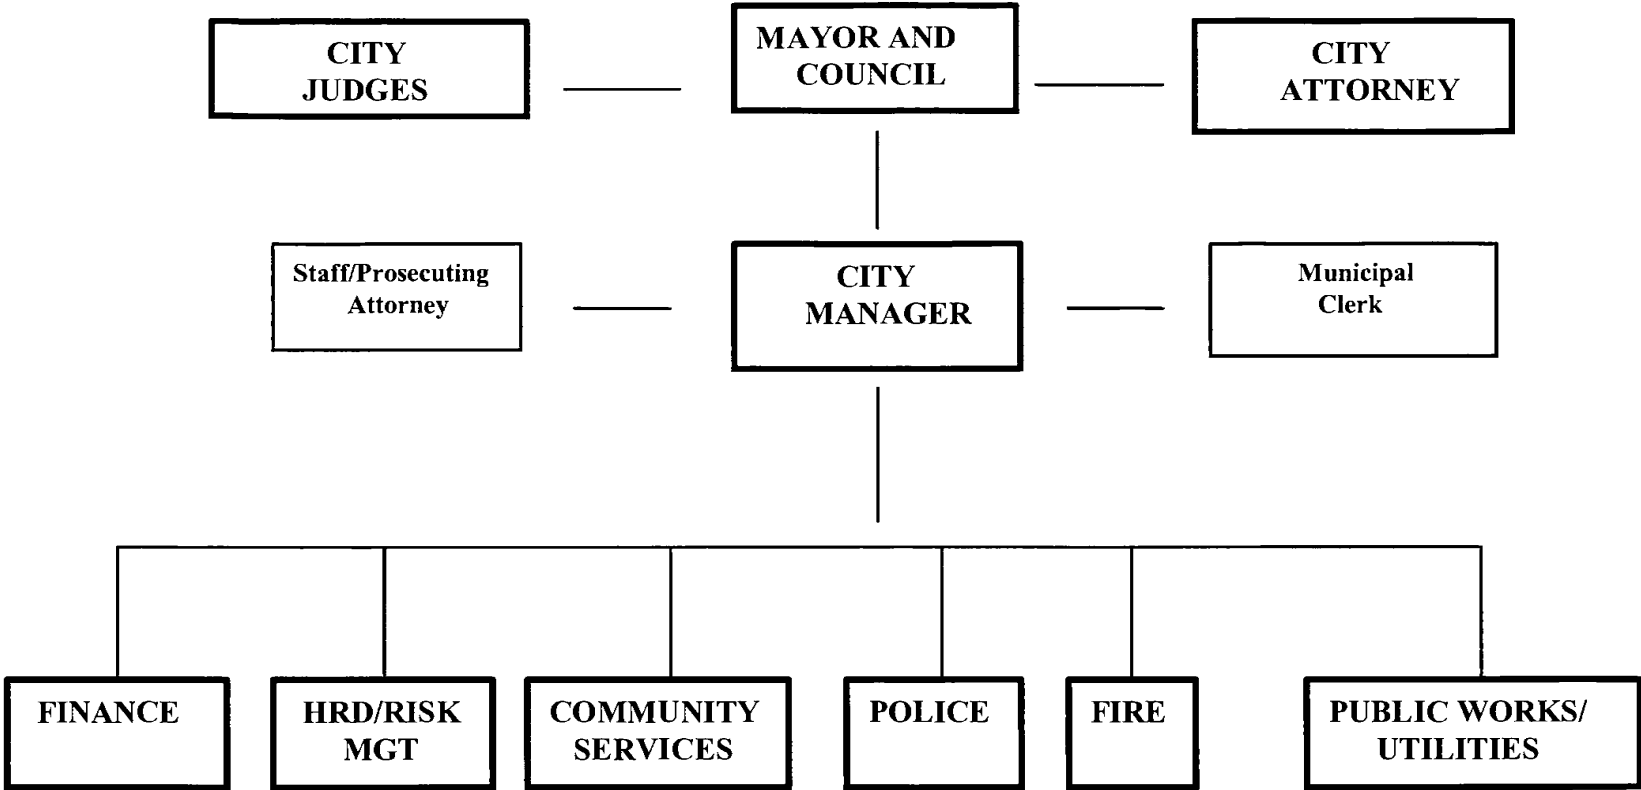 CITY
JUDGES
MAYOR AND
COUNCIL
CITY
ATTORNEY
Staff/Prosecuting
Attorney
CITY
MANAGER
Municipal
Clerk
FINANCE
HRD/RISK
MGT
COMMUNITY
SERVICES
POLICE
FIRE
PUBLIC WORKS/
UTILITIES